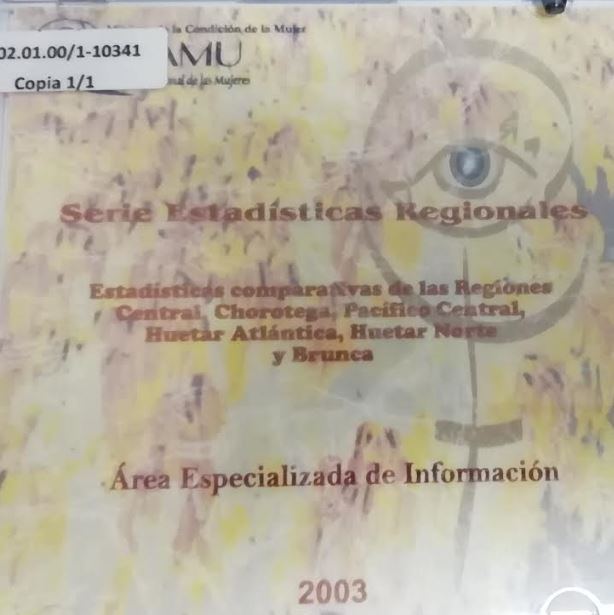 de la Condición de la Mujer
02.01.00/1-10341
AMU
Copia 1/1
nal de las Mujeres
Serie Estadísticas Regionales
Estadísticas comparativas de las Regiones
Central, Chorotega, Pacífico Central,
Huetar Atlántica, Huetar Norte
y Brunca
Área Especializada de Información
2003